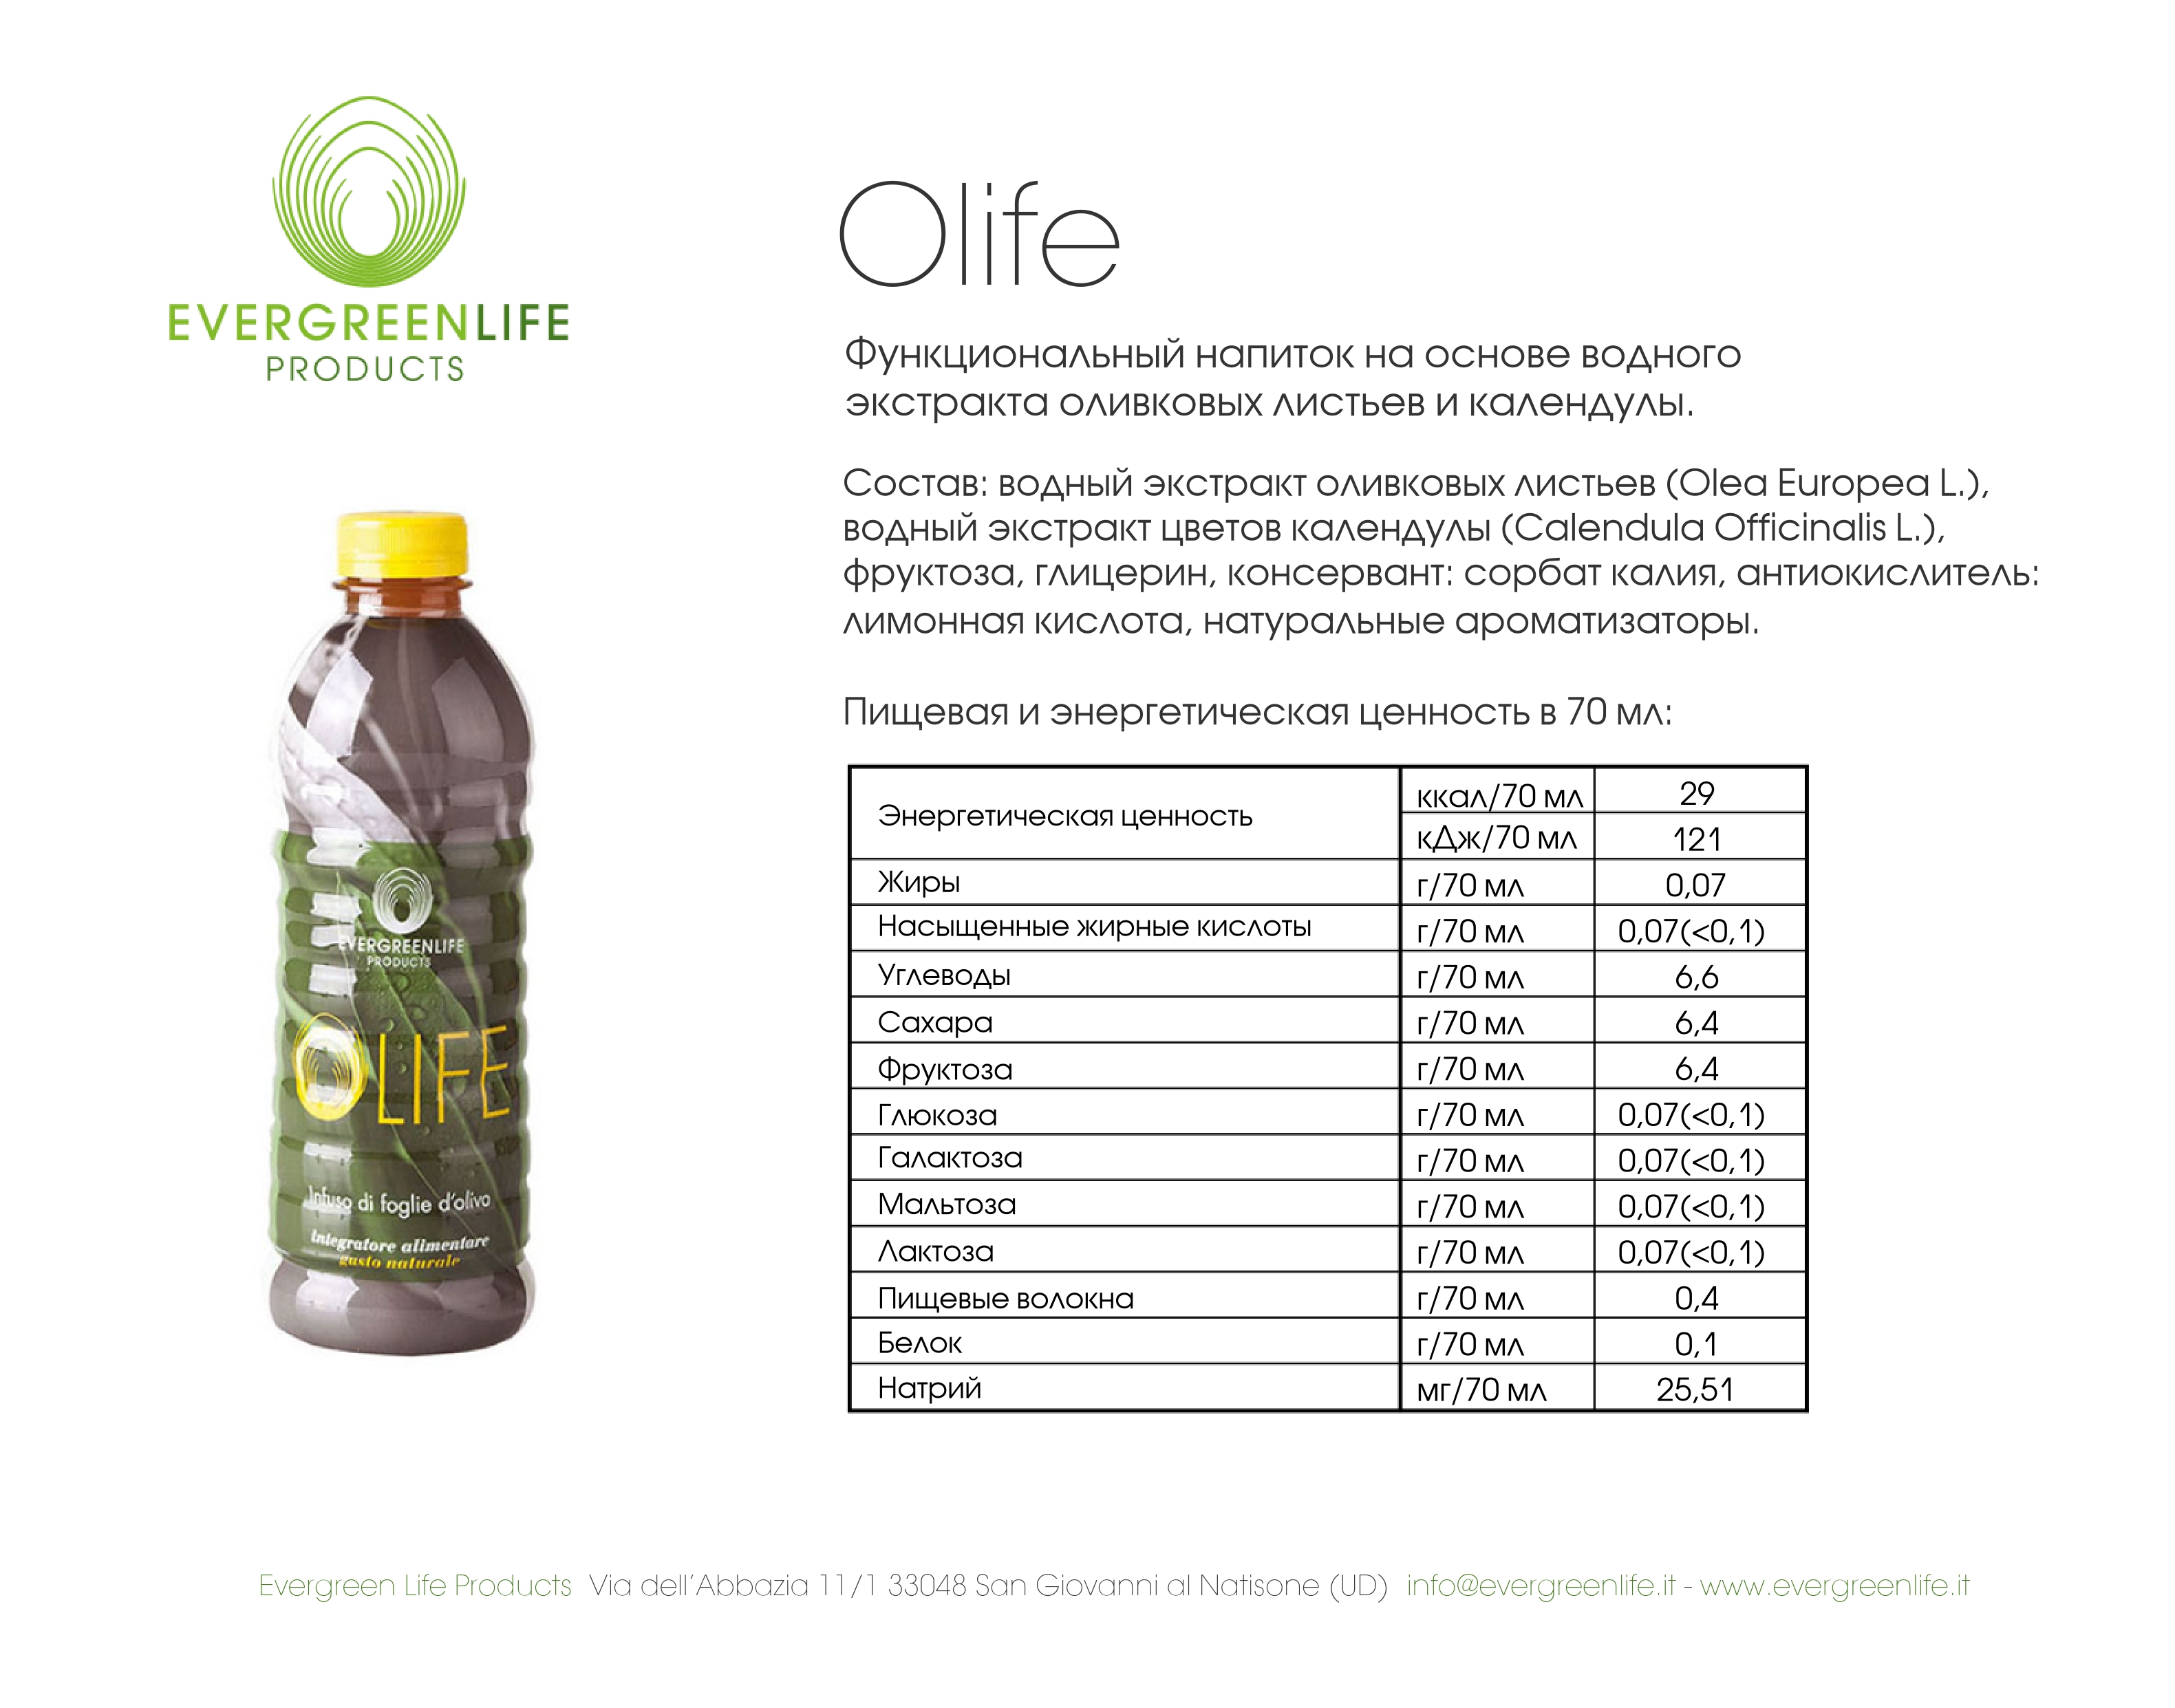 EVERGREENLIFE
PRODUCTS
Olife
Функциональный напиток на основе водного
экстракта оливковых листьев и календулы.
Состав: водный экстракт оливковых листьев (Olea Europea L.),
водный экстракт цветов календулы (Calendula Officinalis L.),
фруктоза, глицерин, консервант: сорбат калия, антиокислитель:
лимонная кислота, натуральные ароматизаторы.
Пищевая и энергетическая ценность в 70 мл:
Энергетическая ценность ккал/70 мл 29
кДж/70 мл 121
Жиры г/70 мл 0,07
Насыщенные жирные кислоты г/70 мл 0,07(<0,1)
Углеводы г/70 мл 6,6
Сахара г/70 мл 6,4
Фруктоза г/70 мл 6,4
Глюкоза г/70 мл 0,07(<0,1)
Галактоза г/70 мл 0,07(<0,1)
Мальтоза г/70 мл 0,07(<0,1)
Лактоза г/70 мл 0,07(<0,1)
Пищевые волокна г/70 мл 0,4
Белок г/70 мл 0,1
Натрий мг/70 мл 25,51
EVERGREENLIFE
PRODUCTS
OLIFE
Infuso di foglie d'olivo
integratore alimentare
gusto naturale
Evergreen Life Products Via dell'Abbazia 11/1 33048 San Giovanni al Natisone (UD) info@evergreenlife.it - www.evergreenlife.it